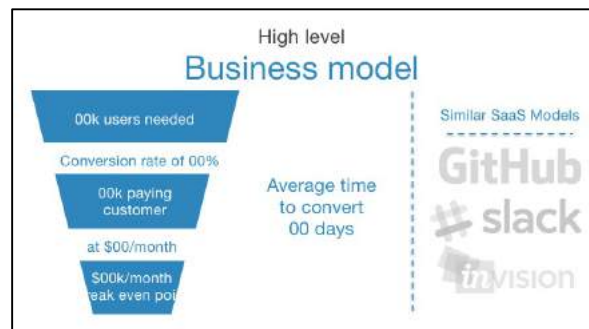 High level
Business model
00k users needed
Conversion rate of 00%
00k paying
customer
at $00/month
$00k/month
reak even poi
Average time
to convert
00 days
Similar SaaS Models
GitHub
slack
invision